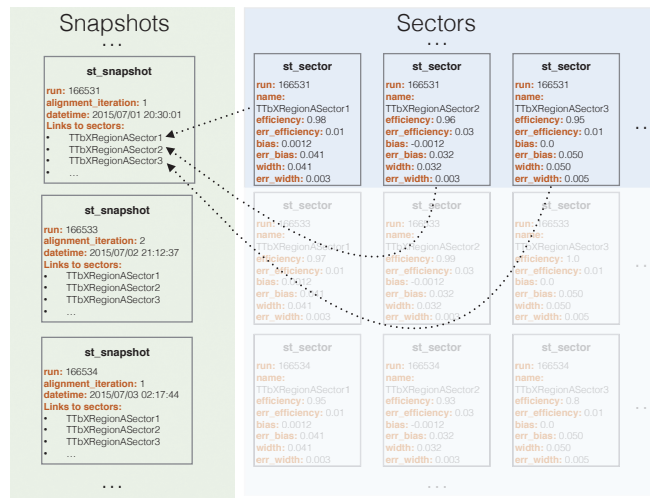 Snapshots
...
st_snapshot
run: 166531
alignment_iteration: 1
datetime: 2015/07/01 20:30:01
Links to sectors:
• TTbXRegionASector1
• TTbXRegionASector2
• TTbXRegionASector3
• ...
st_snapshot
run: 166533
alignment_iteration: 2
datetime: 2015/07/02 21:12:37
Links to sectors:
• TTbXRegionASector1
• TTbXRegionASector2
• TTbXRegionASector3
• ...
st_snapshot
run: 166534
alignment_iteration: 1
datetime: 2015/07/03 02:17:44
Links to sectors:
• TTbXRegionASector1
• TTbXRegionASector2
• TTbXRegionASector3
• ...
...
Sectors
...
st_sector
run: 166531
name:
TTbXRegionASector1
efficiency: 0.98
err_efficiency: 0.01
bias: 0.0012
err_bias: 0.041
width: 0.041
err_width: 0.003
st_sector
run: 166531
name:
TTbXRegionASector2
efficiency: 0.96
err_efficiency: 0.03
bias: -0.0012
err_bias: 0.032
width: 0.032
err_width: 0.003
st_sector
run: 166531
name:
TTbXRegionASector3
efficiency: 0.95
err_efficiency: 0.01
bias: 0.0
err_bias: 0.050
width: 0.050
err_width: 0.005
...
st_sector
run: 166533
name:
TTbXRegionASector1
efficiency: 0.97
err_efficiency: 0.01
bias: 0.0012
err_bias: 0.041
width: 0.041
err_width: 0.003
st_sector
run: 166533
name:
TTbXRegionASector2
efficiency: 0.99
err_efficiency: 0.03
bias: -0.0012
err_bias: 0.032
width: 0.032
err_width: 0.003
st_sector
run: 166533
name:
TTbXRegionASector3
efficiency: 1.0
err_efficiency: 0.01
bias: 0.0
err_bias: 0.050
width: 0.050
err_width: 0.005
...
st_sector
run: 166534
name:
TTbXRegionASector1
efficiency: 0.95
err_efficiency: 0.01
bias: 0.0012
err_bias: 0.041
width: 0.041
err_width: 0.003
st_sector
run: 166534
name:
TTbXRegionASector2
efficiency: 0.93
err_efficiency: 0.03
bias: -0.0012
err_bias: 0.032
width: 0.032
err_width: 0.003
st_sector
run: 166534
name:
TTbXRegionASector3
efficiency: 0.8
err_efficiency: 0.01
bias: 0.0
err_bias: 0.050
width: 0.050
err_width: 0.005
...
...